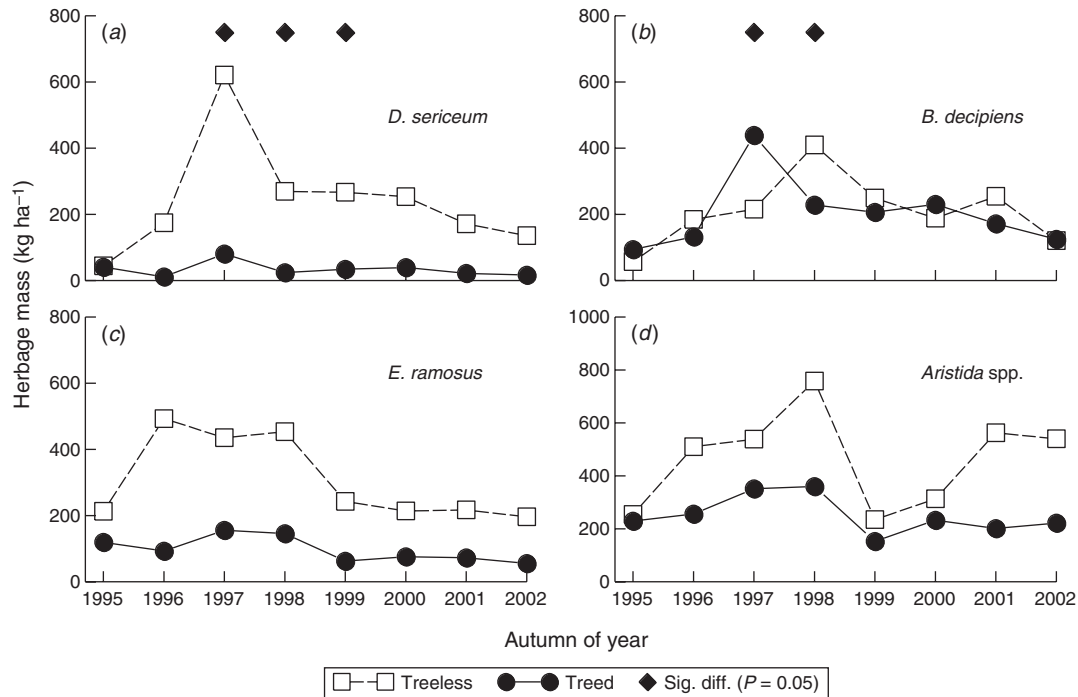 Herbage mass (kg ha⁻¹)
(a)
D. sericeum
800
600
400
200
0
(b)
B. decipiens
800
600
400
200
0
(c)
E. ramosus
800
600
400
200
0
1995 1996 1997 1998 1999 2000 2001 2002
(d)
Aristida spp.
1000
800
600
400
200
0
1995 1996 1997 1998 1999 2000 2001 2002
Autumn of year
Treeless Treed Sig. diff. (P = 0.05)